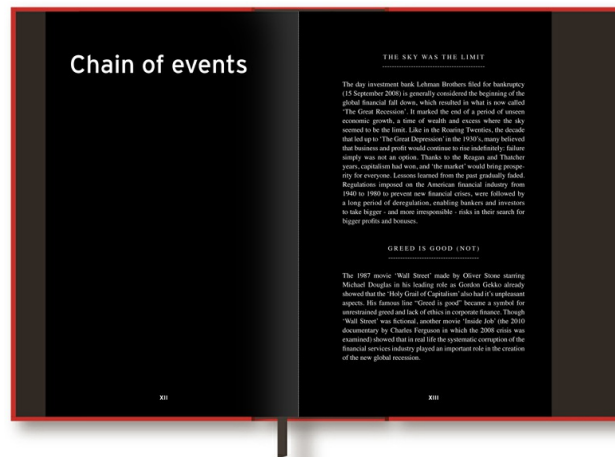 Chain of events
THE SKY WAS THE LIMIT
The day investment bank Lehman Brothers filed for bankruptcy
(15 September 2008) is generally considered the beginning of the
global financial fall down, which resulted in what is now called
‘The Great Recession’. It marked the end of a period of unseen
economic growth, a time of wealth and excess where the sky
seemed to be the limit. Like in the Roaring Twenties, the decade
that led up to ‘The Great Depression’ in the 1930’s, many believed
that business and profit would continue to rise indefinitely: failure
simply was not an option. Thanks to the Reagan and Thatcher
years, capitalism had won, and ‘the market’ would bring prospe-
rity for everyone. Lessons learned from the past gradually faded.
Regulations imposed on the American financial industry from
1940 to 1980 to prevent new financial crises, were followed by
a long period of deregulation, enabling bankers and investors
to take bigger - and more irresponsible - risks in their search for
bigger profits and bonuses.
GREED IS GOOD (NOT)
The 1987 movie ‘Wall Street’ made by Oliver Stone starring
Michael Douglas in his leading role as Gordon Gekko already
showed that the ‘Holy Grail of Capitalism’ also had it’s unpleasant
aspects. His famous line “Greed is good” became a symbol for
unrestrained greed and lack of ethics in corporate finance. Though
‘Wall Street’ was fictional, another movie ‘Inside Job’ (the 2010
documentary by Charles Ferguson in which the 2008 crisis was
examined) showed that in real life the systematic corruption of the
financial services industry played an important role in the creation
of the new global recession.
XII
XIII